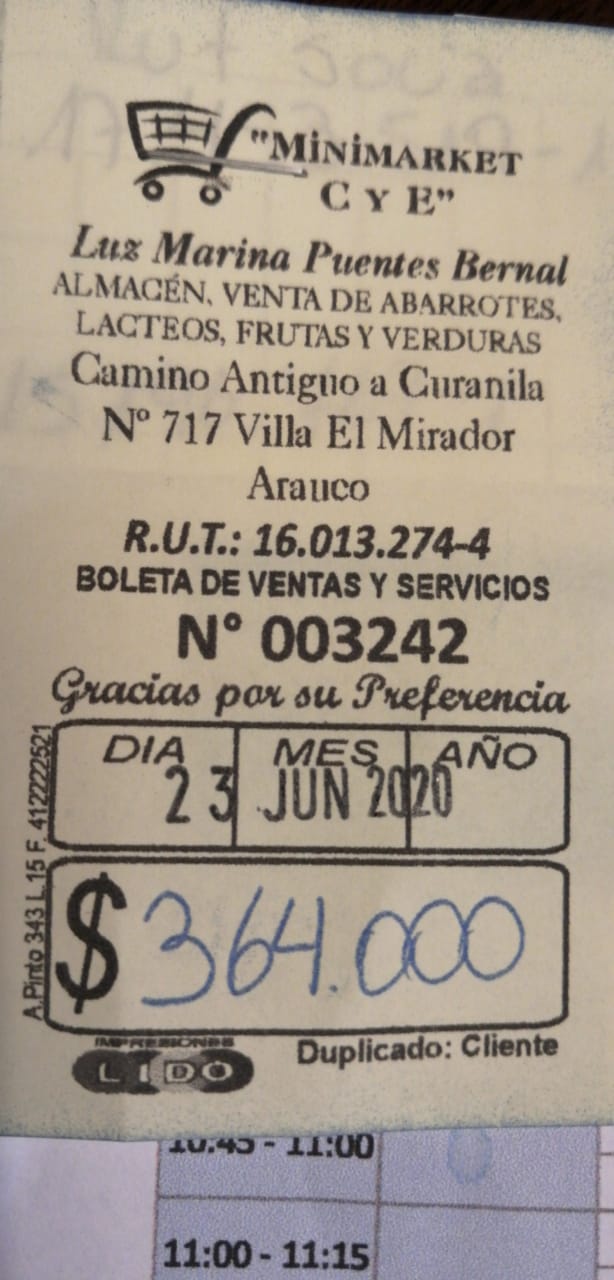 "MiNiMARKET
C Y E"
Luz Marina Puentes Bernal
ALMACÉN, VENTA DE ABARROTES,
LACTEOS, FRUTAS Y VERDURAS
Camino Antiguo a Curanila
Nº 717 Villa El Mirador
Arauco
R.U.T.: 16.013.274-4
BOLETA DE VENTAS Y SERVICIOS
N° 003242
Gracias por su Preferencia
DIA MES AÑO
23 JUN 2020
$ 364.000
A.Pinto 343 L.15 F. 412222521
IMPRESIONES
LIDO
Duplicado: Cliente
10:45 - 11:00
11:00 - 11:15